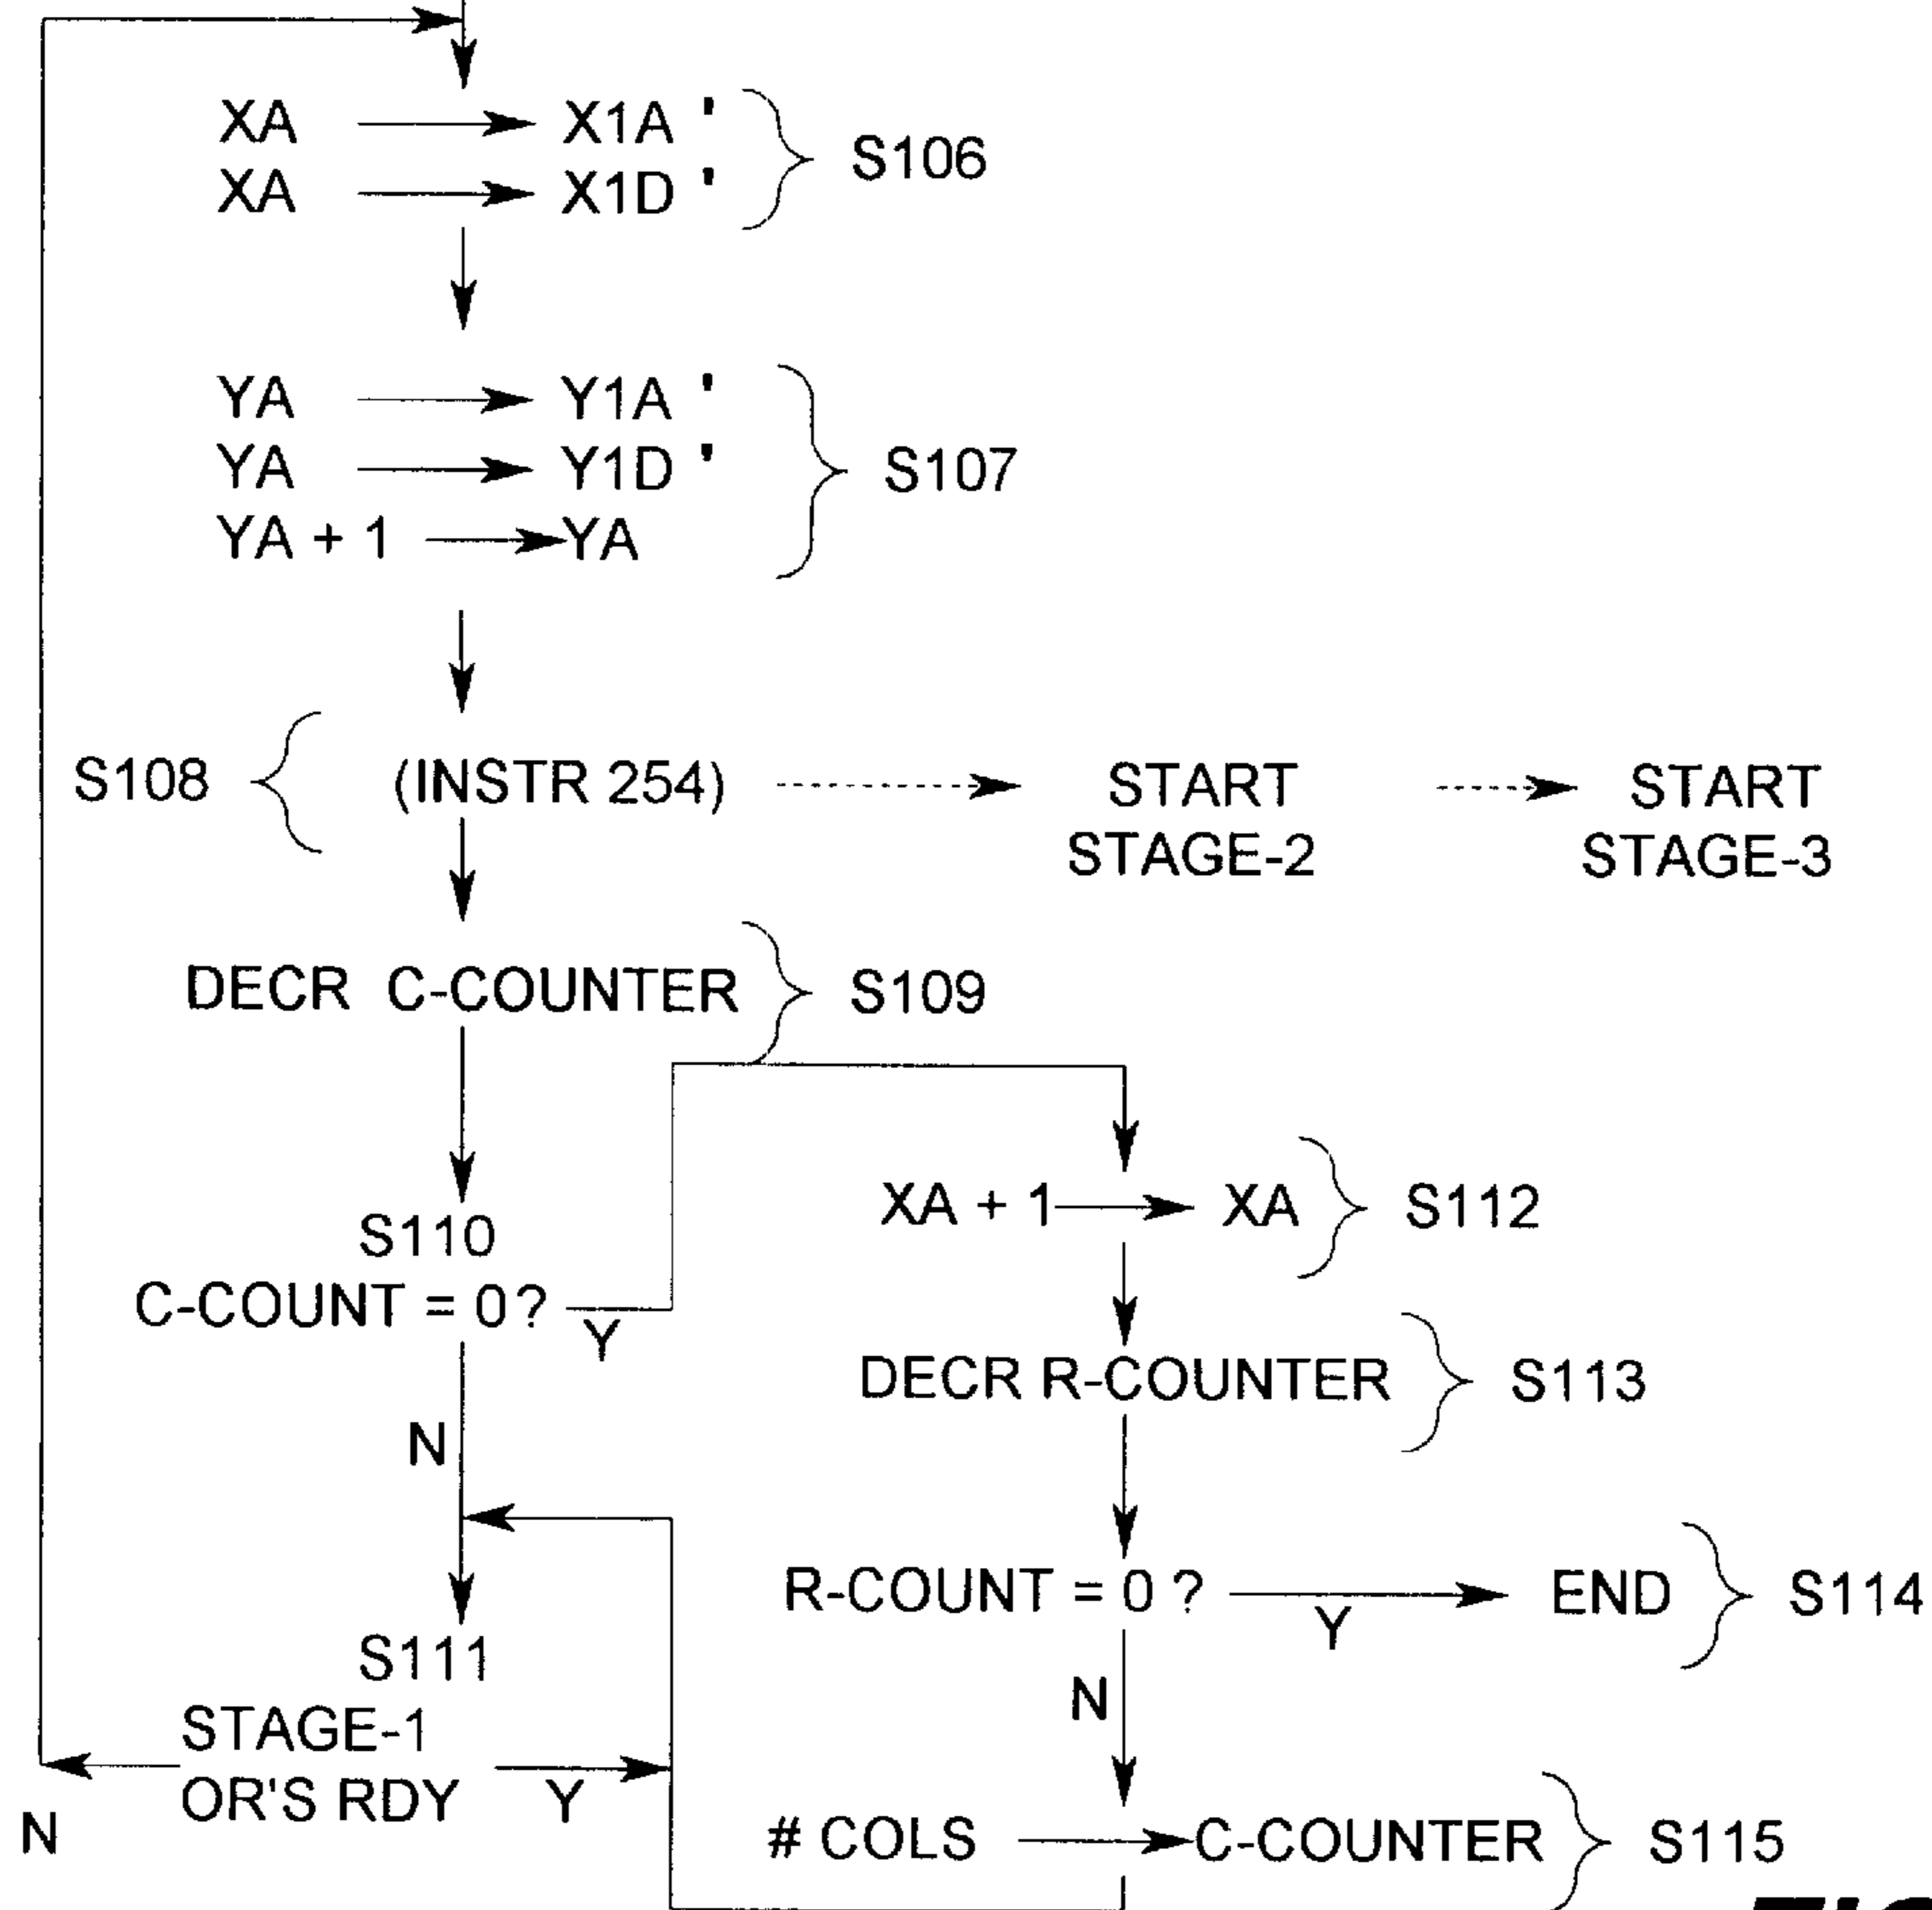 XA X1A '
XA X1D '
S106
YA Y1A '
YA Y1D '
YA + 1 YA
S107
S108
(INSTR 254)
START
STAGE-2
START
STAGE-3
DECR C-COUNTER
S109
S110
C-COUNT = 0 ?
Y
XA + 1 XA
S112
DECR R-COUNTER
S113
N
R-COUNT = 0 ?
Y
END
S114
S111
STAGE-1
OR'S RDY
Y
N
N
# COLS C-COUNTER
S115